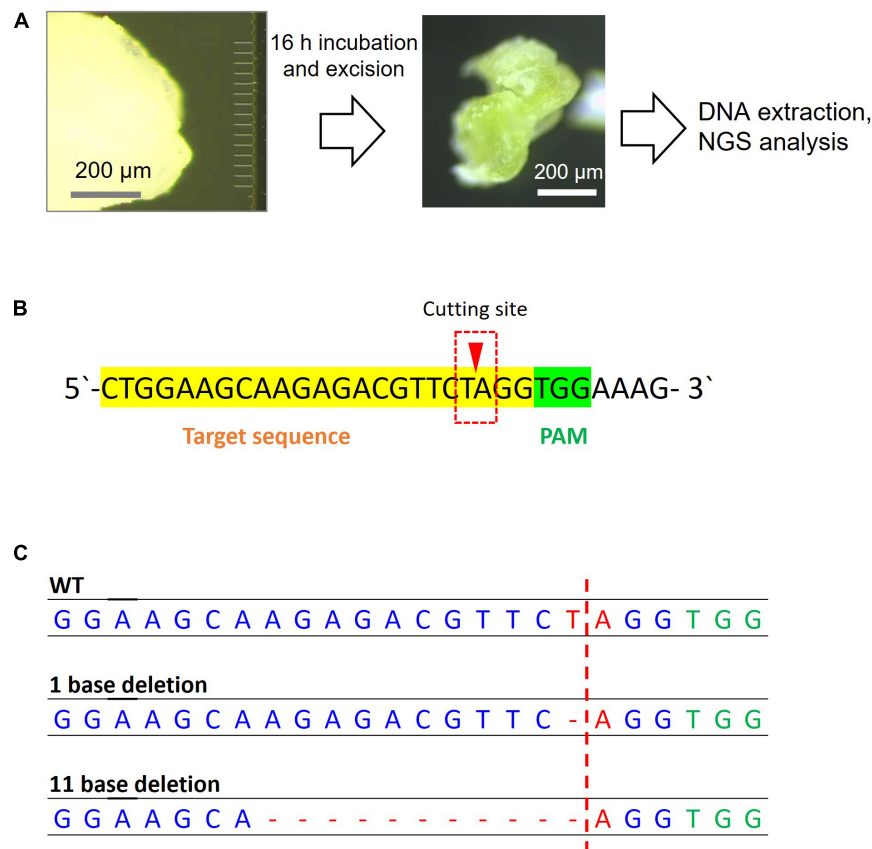 A
16 h incubation
and excision
200 µm
200 µm
DNA extraction,
NGS analysis
B
Cutting site
5`-CTGGAAGCAAGAGACGTTCTAGGTGGAAAG- 3`
Target sequence
PAM
C
WT
G G A A G C A A G A G A C G T T C T A G G T G G
1 base deletion
G G A A G C A A G A G A C G T T C - A G G T G G
11 base deletion
G G A A G C A - - - - - - - - - - - A G G T G G